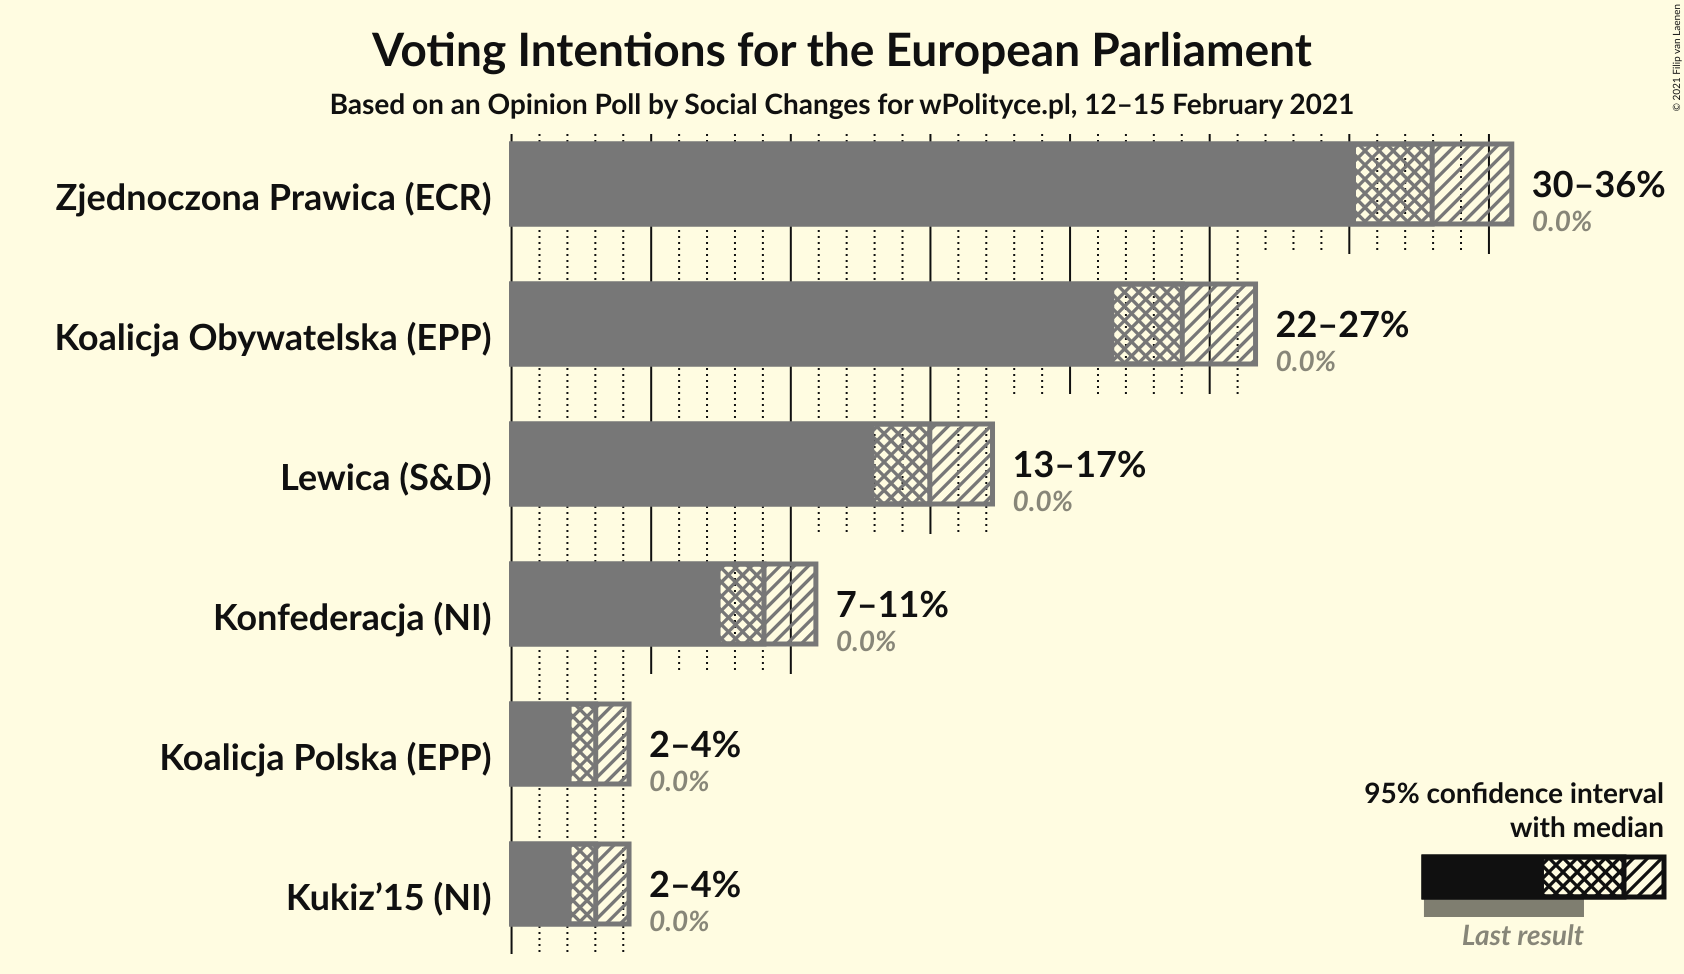 Voting Intentions for the European Parliament
Based on an Opinion Poll by Social Changes for wPolityce.pl, 12–15 February 2021
© 2021 Filip van Laenen
Zjednoczona Prawica (ECR)
30–36%
0.0%
Koalicja Obywatelska (EPP)
22–27%
0.0%
Lewica (S&D)
13–17%
0.0%
Konfederacja (NI)
7–11%
0.0%
Koalicja Polska (EPP)
2–4%
0.0%
Kukiz’15 (NI)
2–4%
0.0%
95% confidence interval
with median
Last result